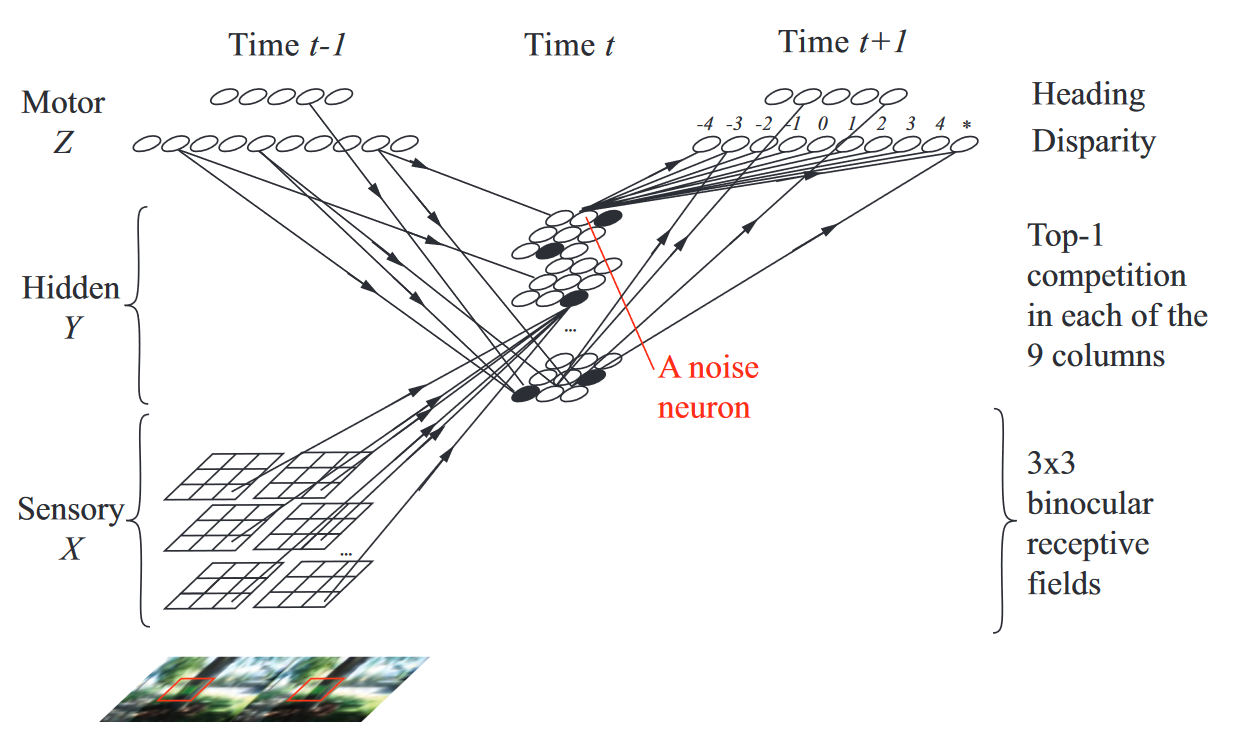 Time t-1
Time t
Time t+1
Motor
Z
Heading
-4 -3 -2 -1 0 1 2 3 4 *
Disparity
Hidden
Y
Top-1
competition
in each of the
9 columns
...
A noise
neuron
Sensory
X
...
3x3
binocular
receptive
fields